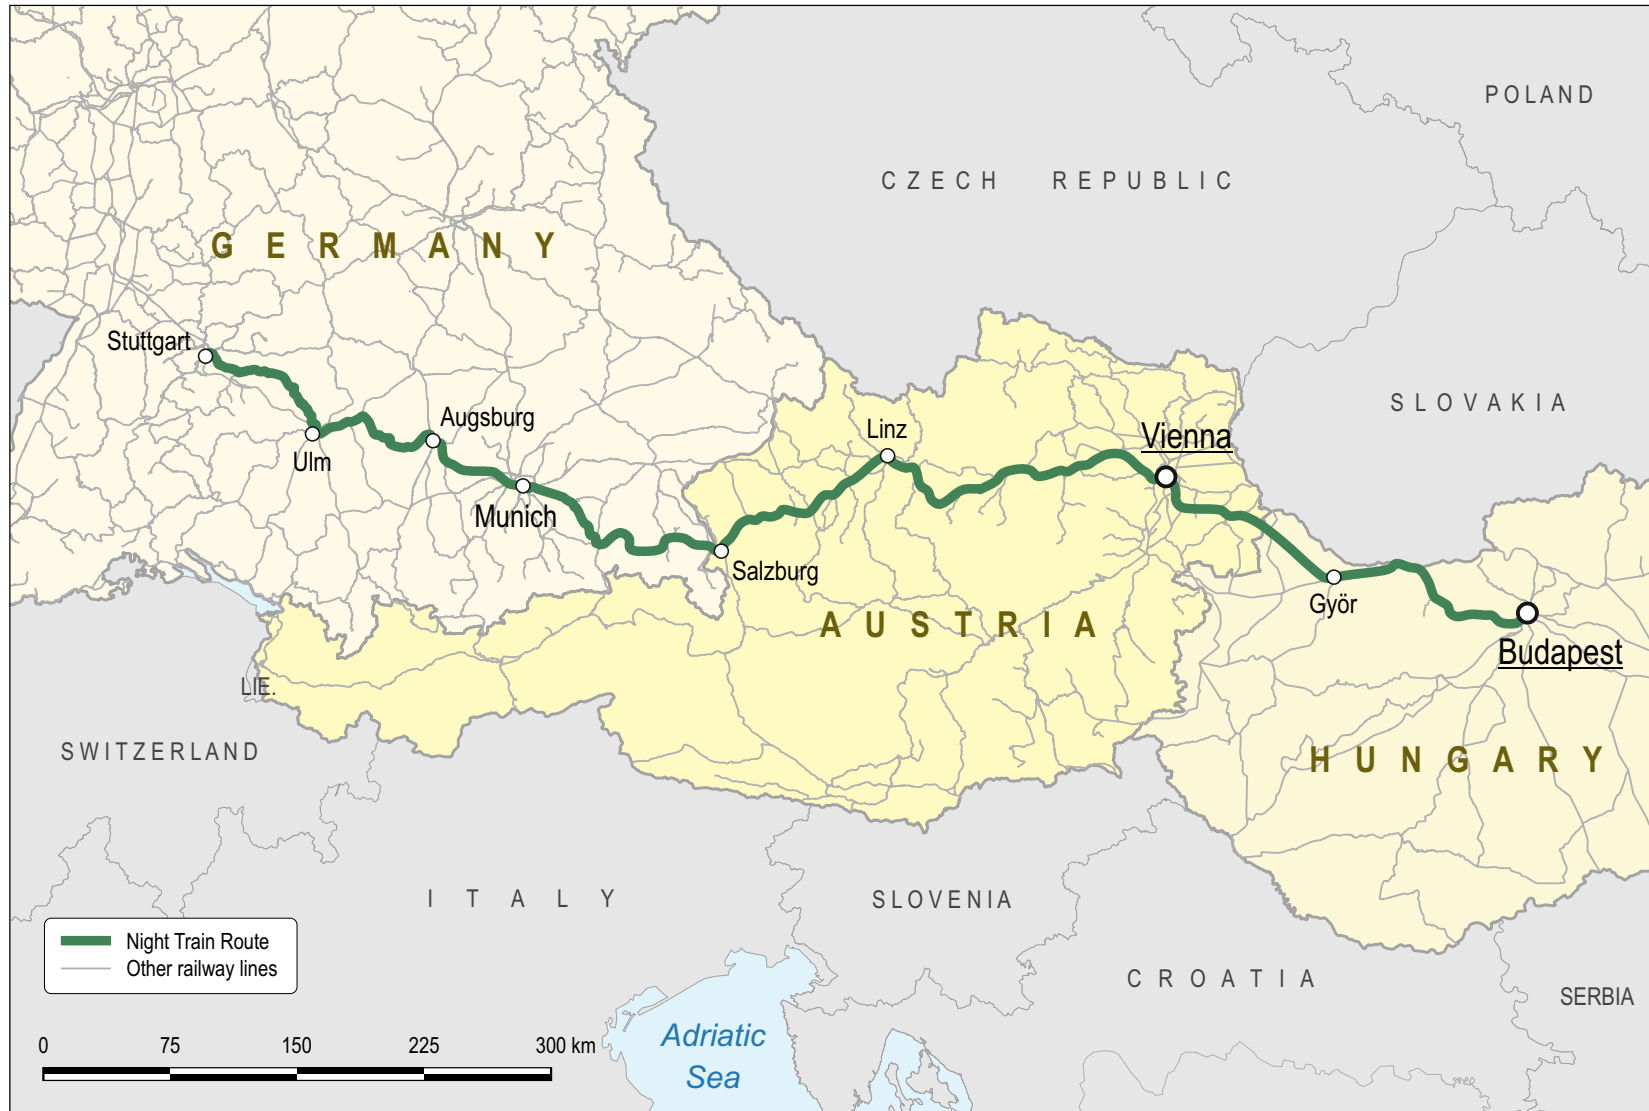 POLAND
CZECH REPUBLIC
GERMANY
Stuttgart
SLOVAKIA
Augsburg
Linz
Vienna
Ulm
Munich
Salzburg
Györ
AUSTRIA
Budapest
LIE.
SWITZERLAND
HUNGARY
ITALY
SLOVENIA
Night Train Route
Other railway lines
CROATIA
SERBIA
Adriatic
Sea
0 75 150 225 300 km